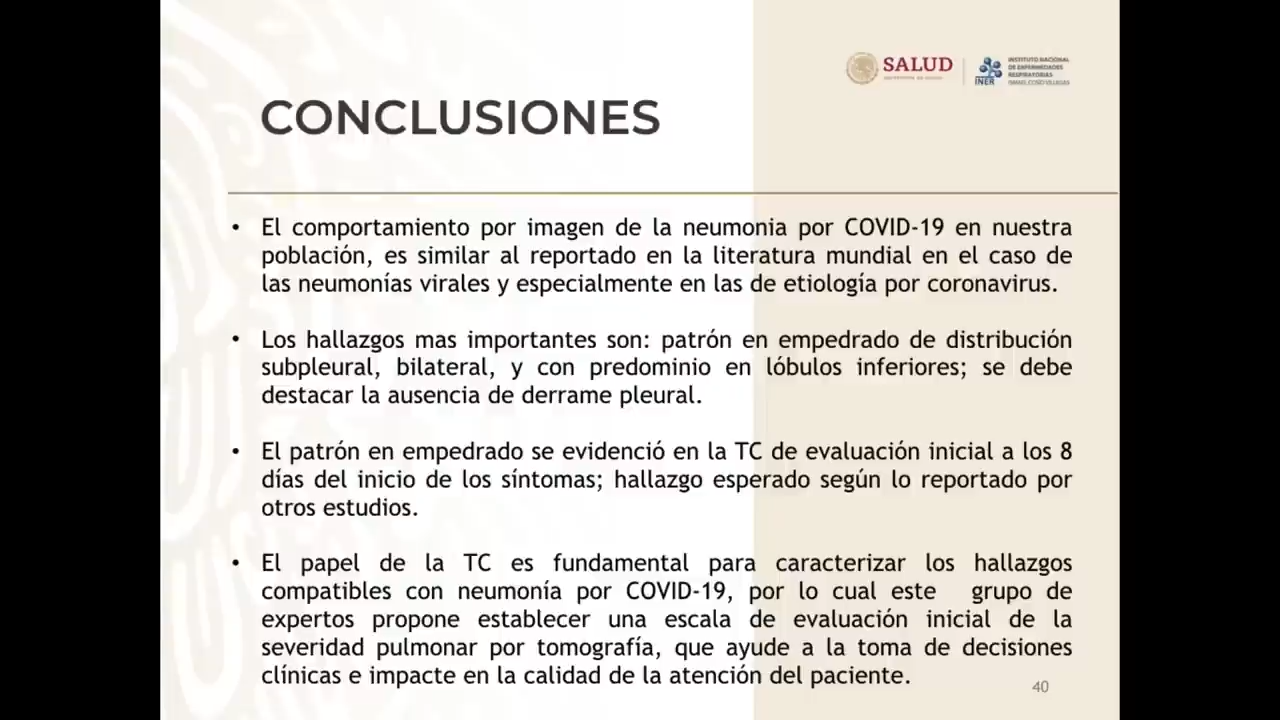 SALUD
SECRETARÍA DE SALUD
INER
INSTITUTO NACIONAL
DE ENFERMEDADES
RESPIRATORIAS
ISMAEL COSÍO VILLEGAS
CONCLUSIONES
• El comportamiento por imagen de la neumonia por COVID-19 en nuestra
población, es similar al reportado en la literatura mundial en el caso de
las neumonías virales y especialmente en las de etiología por coronavirus.
• Los hallazgos mas importantes son: patrón en empedrado de distribución
subpleural, bilateral, y con predominio en lóbulos inferiores; se debe
destacar la ausencia de derrame pleural.
• El patrón en empedrado se evidenció en la TC de evaluación inicial a los 8
días del inicio de los síntomas; hallazgo esperado según lo reportado por
otros estudios.
• El papel de la TC es fundamental para caracterizar los hallazgos
compatibles con neumonía por COVID-19, por lo cual este grupo de
expertos propone establecer una escala de evaluación inicial de la
severidad pulmonar por tomografía, que ayude a la toma de decisiones
clínicas e impacte en la calidad de la atención del paciente.
40